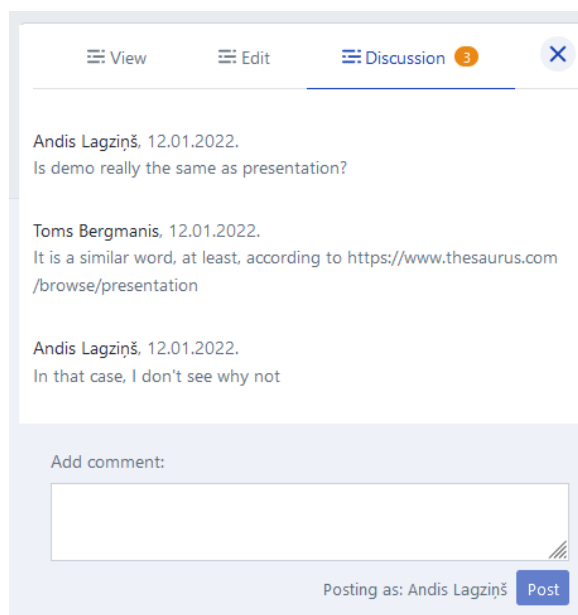 View Edit Discussion 3
Andis Lagziņš, 12.01.2022.
Is demo really the same as presentation?
Toms Bergmanis, 12.01.2022.
It is a similar word, at least, according to https://www.thesaurus.com
/browse/presentation
Andis Lagziņš, 12.01.2022.
In that case, I don't see why not
Add comment:
Posting as: Andis Lagziņš Post